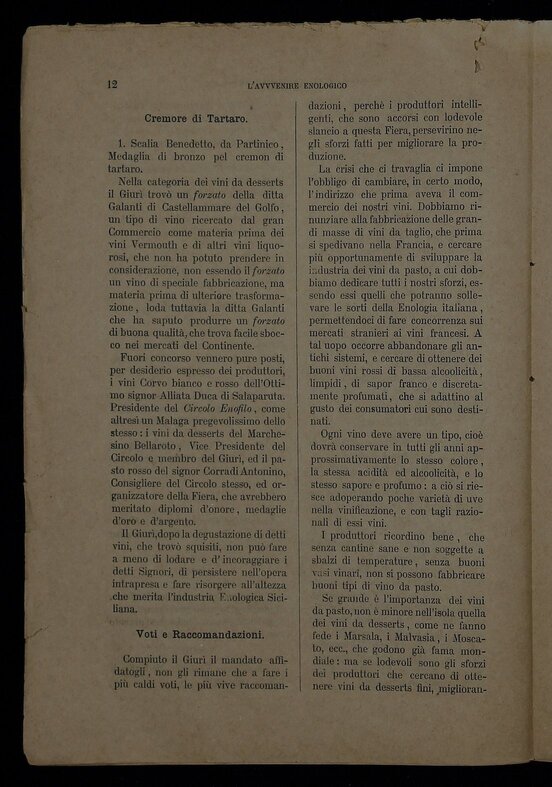 12
L'AVVENIRE ENOLOGICO
Cremore di Tartaro.
1. Scalia Benedetto, da Partinico,
Medaglia di bronzo pel cremon di
tartaro.
Nella categoria dei vini da desserts
il Giurì trovò un forzato della ditta
Galanti di Castellammare del Golfo,
un tipo di vino ricercato dal gran
Commercio come materia prima dei
vini Vermouth e di altri vini liquo-
rosi, che non ha potuto prendere in
considerazione, non essendo il forzato
un vino di speciale fabbricazione, ma
materia prima di ulteriore trasforma-
zione, loda tuttavia la ditta Galanti
che ha saputo produrre un forzato
di buona qualità, che trova facile sboc-
co nei mercati del Continente.
Fuori concorso vennero pure posti,
per desiderio espresso dei produttori,
i vini Corvo bianco e rosso dell'Otti-
mo signor Alliata Duca di Salaparuta.
Presidente del Circolo Enofilo, come
altresì un Malaga pregevolissimo dello
stesso: i vini da desserts del Marche-
sino Bellaroto, Vice Presidente del
Circolo e membro del Giurì, ed il pa-
sto rosso del signor Corradi Antonino,
Consigliere del Circolo stesso, ed or-
ganizzatore della Fiera, che avrebbero
meritato diplomi d'onore, medaglie
d'oro e d'argento.
Il Giurì, dopo la degustazione di detti
vini, che trovò squisiti, non può fare
a meno di lodare e d'incoraggiare i
detti Signori, di persistere nell'opera
intrapresa e fare risorgere all'altezza
che merita l'industria Enologica Sici-
liana.
Voti e Raccomandazioni.
Compiuto il Giurì il mandato affi-
datogli, non gli rimane che a fare i
più caldi voti, le più vive raccoman-
dazioni, perchè i produttori intelli-
genti, che sono accorsi con lodevole
slancio a questa Fiera, persevirino ne-
gli sforzi fatti per migliorare la pro-
duzione.
La crisi che ci travaglia ci impone
l'obbligo di cambiare, in certo modo,
l'indirizzo che prima aveva il com-
mercio dei nostri vini. Dobbiamo ri-
nunziare alla fabbricazione delle gran-
di masse di vini da taglio, che prima
si spedivano nella Francia, e cercare
più opportunamente di sviluppare la
industria dei vini da pasto, a cui dob-
biamo dedicare tutti i nostri sforzi, es-
sendo essi quelli che potranno solle-
vare le sorti della Enologia italiana,
permettendoci di fare concorrenza sui
mercati stranieri ai vini francesi. A
tal uopo occorre abbandonare gli an-
tichi sistemi, e cercare di ottenere dei
buoni vini rossi di bassa alcoolicità,
limpidi, di sapor franco e discreta-
mente profumati, che si adattino al
gusto dei consumatori cui sono desti-
nati.
Ogni vino deve avere un tipo, cioè
dovrà conservare in tutti gli anni ap-
prossimativamente lo stesso colore,
la stessa acidità ed alcoolicità, e lo
stesso sapore e profumo: a ciò si rie-
sce adoperando poche varietà di uve
nella vinificazione, e con tagli razio-
nali di essi vini.
I produttori ricordino bene, che
senza cantine sane e non soggette a
sbalzi di temperature, senza buoni
vasi vinari, non si possono fabbricare
buoni tipi di vino da pasto.
Se grande è l'importanza dei vini
da pasto, non è minore nell'isola quella
dei vini da desserts, come ne fanno
fede i Marsala, i Malvasia, i Mosca-
to, ecc., che godono già fama mon-
diale: ma se lodevoli sono gli sforzi
dei produttori che cercano di otte-
nere vini da desserts fini, miglioran-